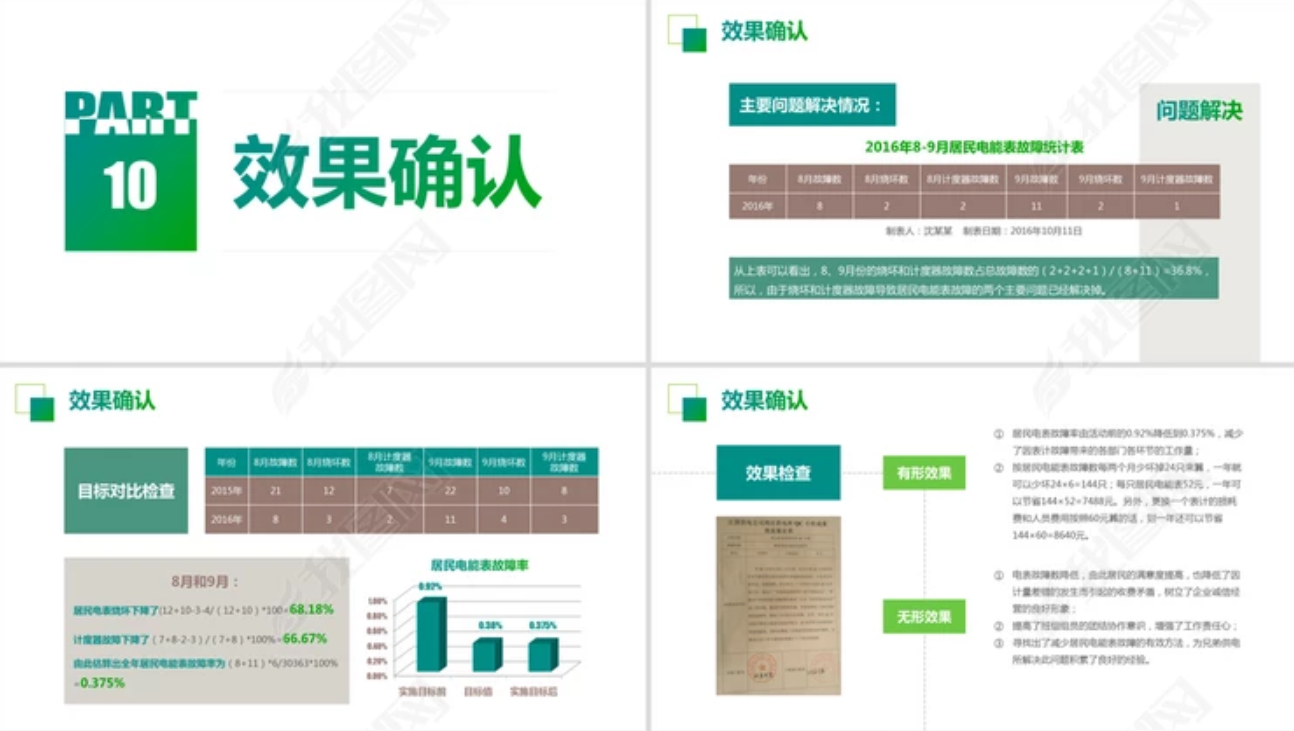 PART
10
效果确认
效果确认
主要问题解决情况：
问题解决
2016年8-9月居民电能表故障统计表
年份 8月故障数 8月烧坏数 8月计度器故障数 9月故障数 9月烧坏数 9月计度器故障数
2016年 8 2 2 11 2 1
制表人：沈某某 制表日期：2016年10月11日
从上表可以看出，8、9月份的烧坏和计度器故障数占总故障数的（2+2+2+1）/（8+11）=36.8%，
所以，由于烧坏和计度器故障导致居民电能表故障的两个主要问题已经解决掉。
效果确认
目标对比检查
年份 8月故障数 8月烧坏数 8月计度器故障数 9月故障数 9月烧坏数 9月计度器故障数
2015年 21 12 7 22 10 8
2016年 8 3 2 11 4 3
8月和9月：
居民电表烧坏下降了(12+10-3-4/（12+10）*100=68.18%
计度器故障下降了（7+8-2-3）/（7+8）*100%=66.67%
由此估算出全年居民电能表故障率为（8+11）*6/30363*100%
=0.375%
居民电能表故障率
0.92%
0.38%
0.375%
1.00%
0.80%
0.60%
0.40%
0.20%
0.00%
实施目标前 目标值 实施目标后
效果确认
效果检查
有形效果
① 居民电表故障率由活动前的0.92%降低到0.375%，减少
了因表计故障带来的各部门各环节的工作量；
② 按居民电能表故障数每两个月少坏掉24只来算，一年就
可以少坏24×6=144只；每只居民电能表52元，一年可
以节省144×52=7488元。另外，更换一个表计的损耗
费和人员费用按照60元算的话，则一年还可以节省
144×60=8640元。
无形效果
① 电表故障数降低，由此居民的满意度提高，也降低了因
计量差错的发生而引起的收费矛盾，树立了企业诚信经
营的良好形象；
② 提高了班组组员的团结协作意识，增强了工作责任心；
③ 寻找出了减少居民电能表故障的有效方法，为兄弟供电
所解决此问题积累了良好的经验。